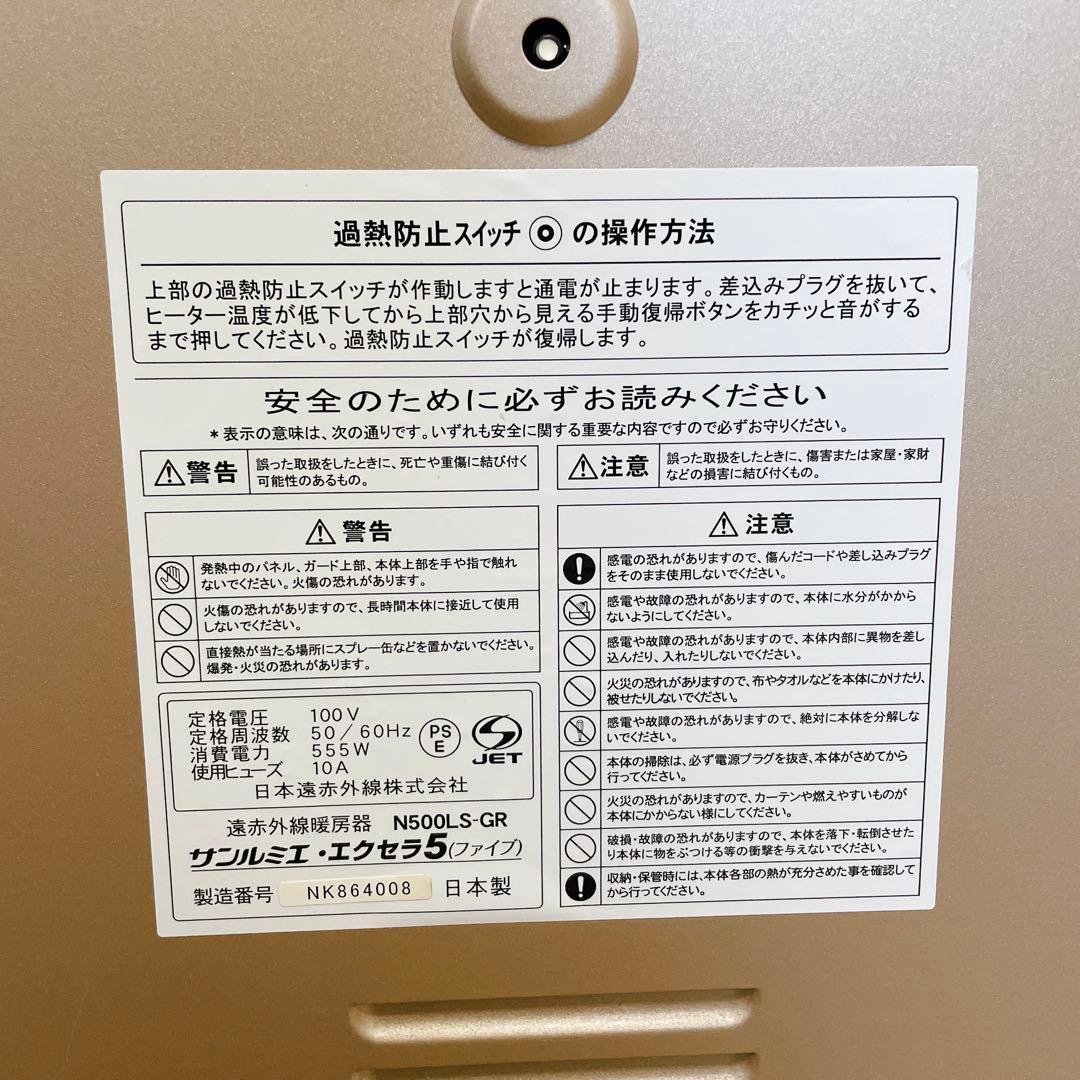 過熱防止スイッチ◎の操作方法
上部の過熱防止スイッチが作動しますと通電が止まります。差込みプラグを抜いて、
ヒーター温度が低下してから上部穴から見える手動復帰ボタンをカチッと音がする
まで押してください。過熱防止スイッチが復帰します。
安全のために必ずお読みください
*表示の意味は、次の通りです。いずれも安全に関する重要な内容ですので必ずお守りください。
⚠警告
誤った取扱をしたときに、死亡や重傷に結び付く
可能性のあるもの。
⚠注意
誤った取扱をしたときに、傷害または家屋・家財
などの損害に結び付くもの。
⚠警告
発熱中のパネル、ガード上部、本体上部を手や指で触れ
ないでください。火傷の恐れがあります。
火傷の恐れがありますので、長時間本体に接近して使用
しないでください。
直接熱が当たる場所にスプレー缶などを置かないでください。
爆発・火災の恐れがあります。
定格電圧 100V
定格周波数 50/60Hz
消費電力 555W
使用ヒューズ 10A
PS
E
JET
日本遠赤外線株式会社
遠赤外線暖房器 N500LS-GR
サンルミエ・エクセラ5(ファイブ)
製造番号 NK864008 日本製
⚠注意
感電の恐れがありますので、傷んだコードや差し込みプラグ
をそのまま使用しないでください。
感電や故障の恐れがありますので、本体に水分がかから
ないようにしてください。
感電や故障の恐れがありますので、本体内部に異物を差し
込んだり、入れたりしないでください。
火災の恐れがありますので、布やタオルなどを本体にかけたり、
被せたりしないでください。
感電や故障の恐れがありますので、絶対に本体を分解しな
いでください。
本体の掃除は、必ず電源プラグを抜き、本体がさめてから
行ってください。
火災の恐れがありますので、カーテンや燃えやすいものが
本体にかからない様にしてください。
破損・故障の恐れがありますので、本体を落下・転倒させた
り本体に物をぶつける等の衝撃を与えないでください。
収納・保管時には、本体各部の熱が充分さめた事を確認して
から行ってください。